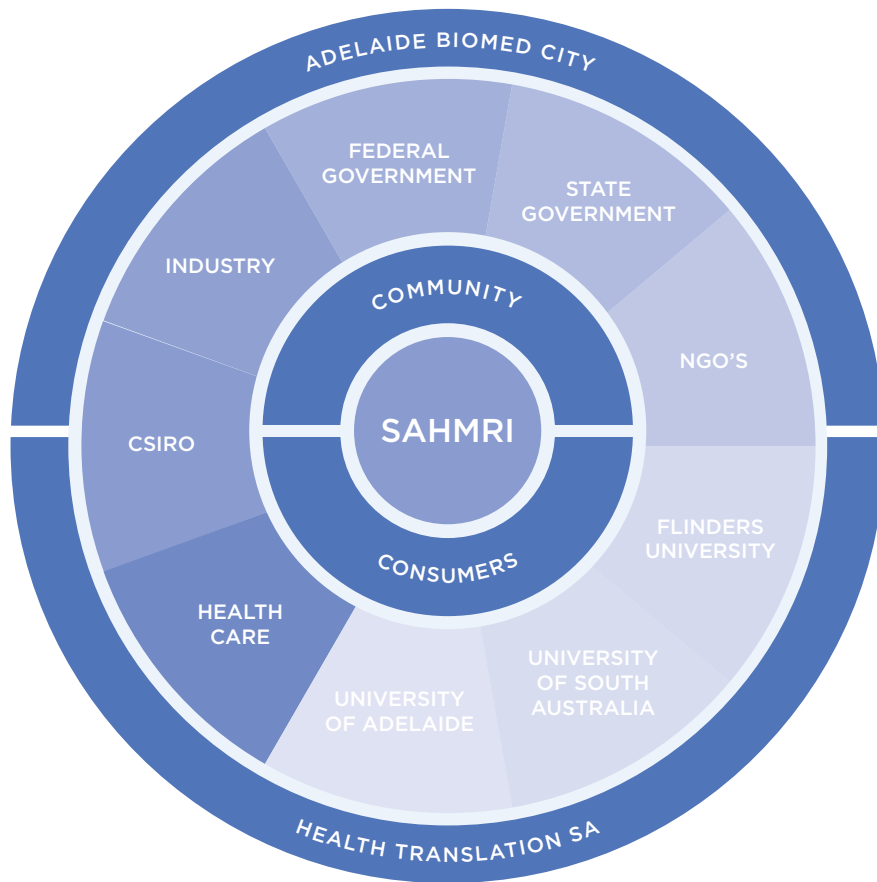 ADELAIDE BIOMED CITY
FEDERAL
GOVERNMENT
STATE
GOVERNMENT
INDUSTRY
COMMUNITY
NGO'S
SAHMRI
CSIRO
FLINDERS
UNIVERSITY
CONSUMERS
HEALTH
CARE
UNIVERSITY
OF SOUTH
AUSTRALIA
UNIVERSITY
OF ADELAIDE
HEALTH TRANSLATION SA